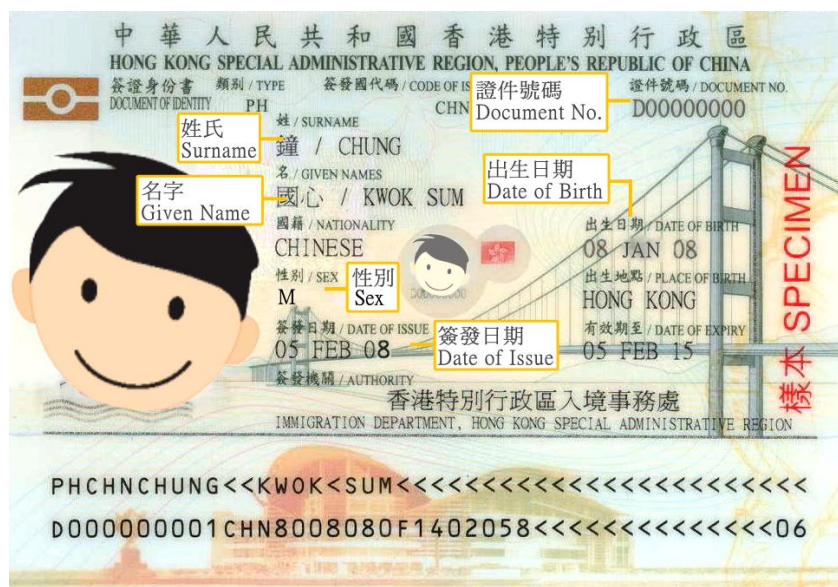 中華人民共和國香港特別行政區
HONG KONG SPECIAL ADMINISTRATIVE REGION, PEOPLE'S REPUBLIC OF CHINA
簽證身份書 類別 / TYPE 簽發國代碼 / CODE OF IS 證件號碼 證件號碼 / DOCUMENT NO.
DOCUMENT OF IDENTITY PH CHN Document No. D00000000
姓 / SURNAME
姓氏
Surname
鐘 / CHUNG
名 / GIVEN NAMES
名字
Given Name
國心 / KWOK SUM
出生日期
Date of Birth
國籍 / NATIONALITY 出生日期 / DATE OF BIRTH
CHINESE 08 JAN 08
性別 / SEX 性別 出生地點 / PLACE OF BIRTH
M Sex HONG KONG
簽發日期 / DATE OF ISSUE 簽發日期 有效期至 / DATE OF EXPIRY
05 FEB 08 Date of Issue 05 FEB 15
簽發機關 / AUTHORITY
香港特別行政區入境事務處
IMMIGRATION DEPARTMENT, HONG KONG SPECIAL ADMINISTRATIVE REGION
樣本 SPECIMEN
PHCHNCHUNG<<KWOK<SUM<<<<<<<<<<<<<<<<<<<<<<<<
D000000001CHN8008080F1402058<<<<<<<<<<<<<<06